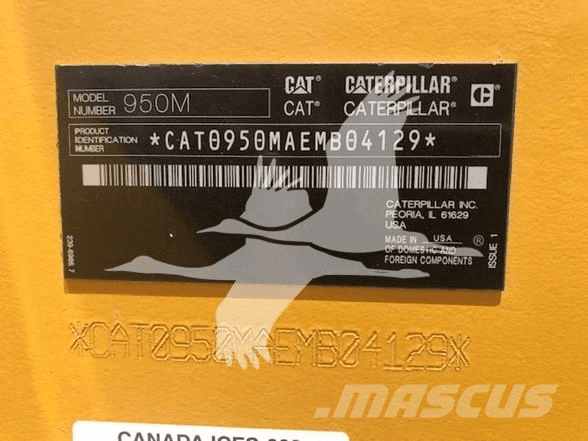 CAT CATERPILLAR
CAT® CATERPILLAR®
MODEL NUMBER 950M
PRODUCT IDENTIFICATION NUMBER *CAT0950MAEMB04129*
CATERPILLAR INC.
PEORIA, IL 61629
USA
MADE IN USA
OF DOMESTIC AND
FOREIGN COMPONENTS
®
ISSUE 1
*CAT0950MAEMB04129*
MASCUS
CANADA